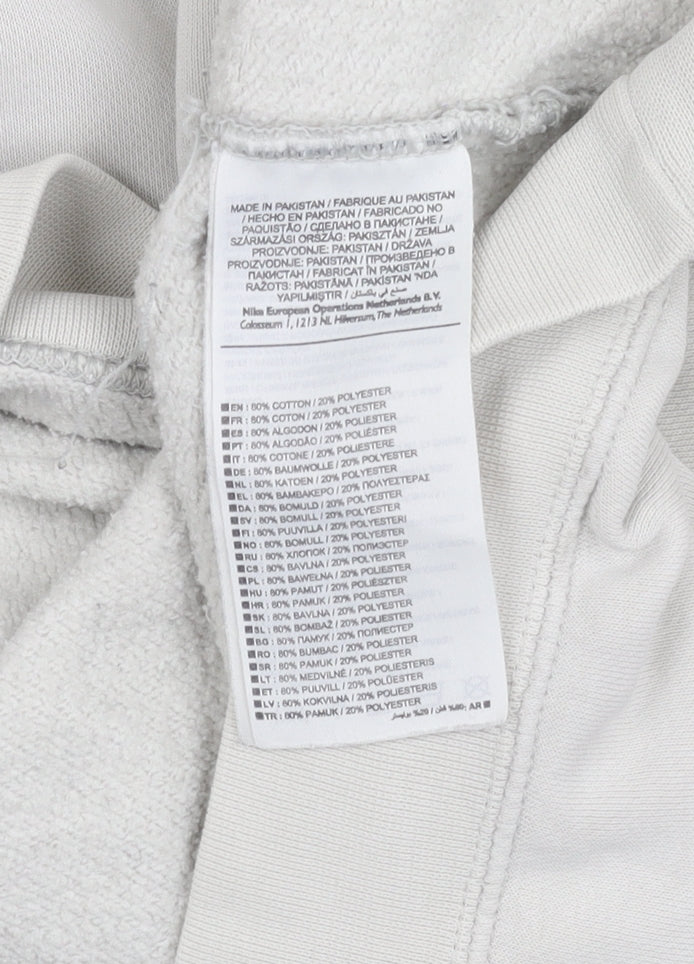 MADE IN PAKISTAN / FABRIQUE AU PAKISTAN
/ HECHO EN PAKISTAN / FABRICADO NO
PAQUISTÃO / СДЕЛАНО В ПАКИСТАНЕ /
SZÁRMAZÁSI ORSZÁG: PAKISZTÁN / ZEMLJA
PROIZVODNJE: PAKISTAN / DRŽAVA
PROIZVODNJE: PAKISTAN / ПРОИЗВЕДЕНО В
ПАКИСТАН / FABRICAT ÎN PAKISTAN /
RAŽOTS: PAKISTĀNĀ / PAKISTAN 'NDA
YAPILMIŞTIR / صنع في باكستان
Nike European Operations Netherlands B.V.
Colosseum 1, 1213 NL Hilversum, The Netherlands
EN : 80% COTTON / 20% POLYESTER
FR : 80% COTON / 20% POLYESTER
ES : 80% ALGODON / 20% POLIESTER
PT : 80% ALGODÃO / 20% POLIÉSTER
IT : 80% COTONE / 20% POLIESTERE
DE : 80% BAUMWOLLE / 20% POLYESTER
NL : 80% KATOEN / 20% POLYESTER
EL : 80% ΒΑΜΒΑΚΕΡΟ / 20% ΠΟΛΥΕΣΤΕΡΑΣ
DA : 80% BOMULD / 20% POLYESTER
SV : 80% BOMULL / 20% POLYESTER
FI : 80% PUUVILLA / 20% POLYESTERI
NO : 80% BOMULL / 20% POLYESTER
RU : 80% ХЛОПОК / 20% ПОЛИЭСТЕР
CS : 80% BAVLNA / 20% POLYESTER
PL : 80% BAWEŁNA / 20% POLIESTER
HU : 80% PAMUT / 20% POLIÉSZTER
HR : 80% PAMUK / 20% POLIESTER
SK : 80% BAVLNA / 20% POLYESTER
SL : 80% BOMBAŽ / 20% POLIESTER
BG : 80% ПАМУК / 20% ПОЛИЕСТЕР
RO : 80% BUMBAC / 20% POLIESTER
SR : 80% PAMUK / 20% POLIESTER
LT : 80% MEDVILNĖ / 20% POLIESTERIS
ET : 80% PUUVILL / 20% POLÜESTER
LV : 80% KOKVILNA / 20% POLIESTERIS
TR : 80% PAMUK / 20% POLYESTER AR :80% قطن / 20% بوليستر